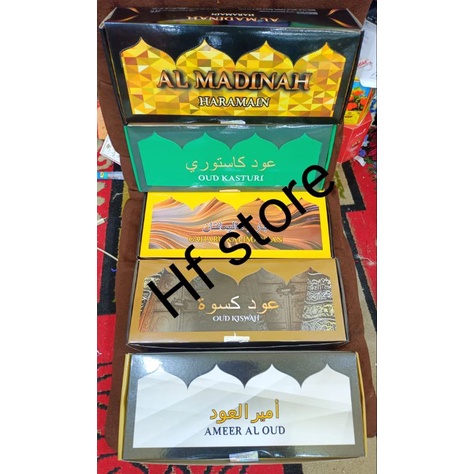 AL MADINAH
HARAMAIN
عود كاستوري
OUD KASTURI
عود كسوة
OUD KISWAH
أمير العود
AMEER AL OUD
Hf store